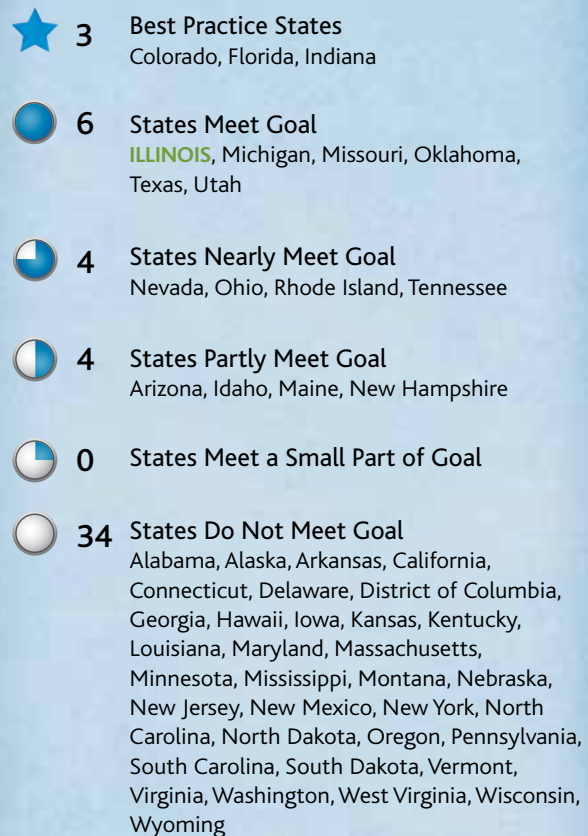 3 Best Practice States
Colorado, Florida, Indiana
6 States Meet Goal
ILLINOIS, Michigan, Missouri, Oklahoma,
Texas, Utah
4 States Nearly Meet Goal
Nevada, Ohio, Rhode Island, Tennessee
4 States Partly Meet Goal
Arizona, Idaho, Maine, New Hampshire
0 States Meet a Small Part of Goal
34 States Do Not Meet Goal
Alabama, Alaska, Arkansas, California,
Connecticut, Delaware, District of Columbia,
Georgia, Hawaii, Iowa, Kansas, Kentucky,
Louisiana, Maryland, Massachusetts,
Minnesota, Mississippi, Montana, Nebraska,
New Jersey, New Mexico, New York, North
Carolina, North Dakota, Oregon, Pennsylvania,
South Carolina, South Dakota, Vermont,
Virginia, Washington, West Virginia, Wisconsin,
Wyoming